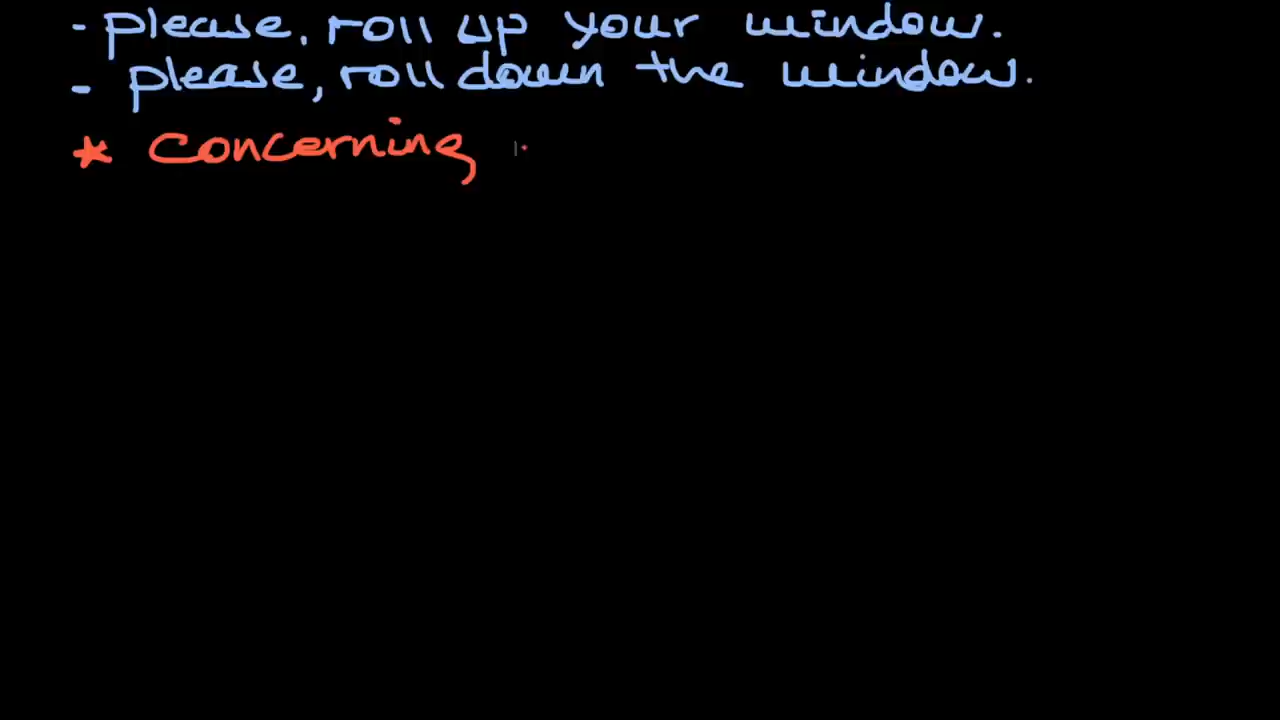 - please, roll up your window.
- please, roll down the window.
* concerning